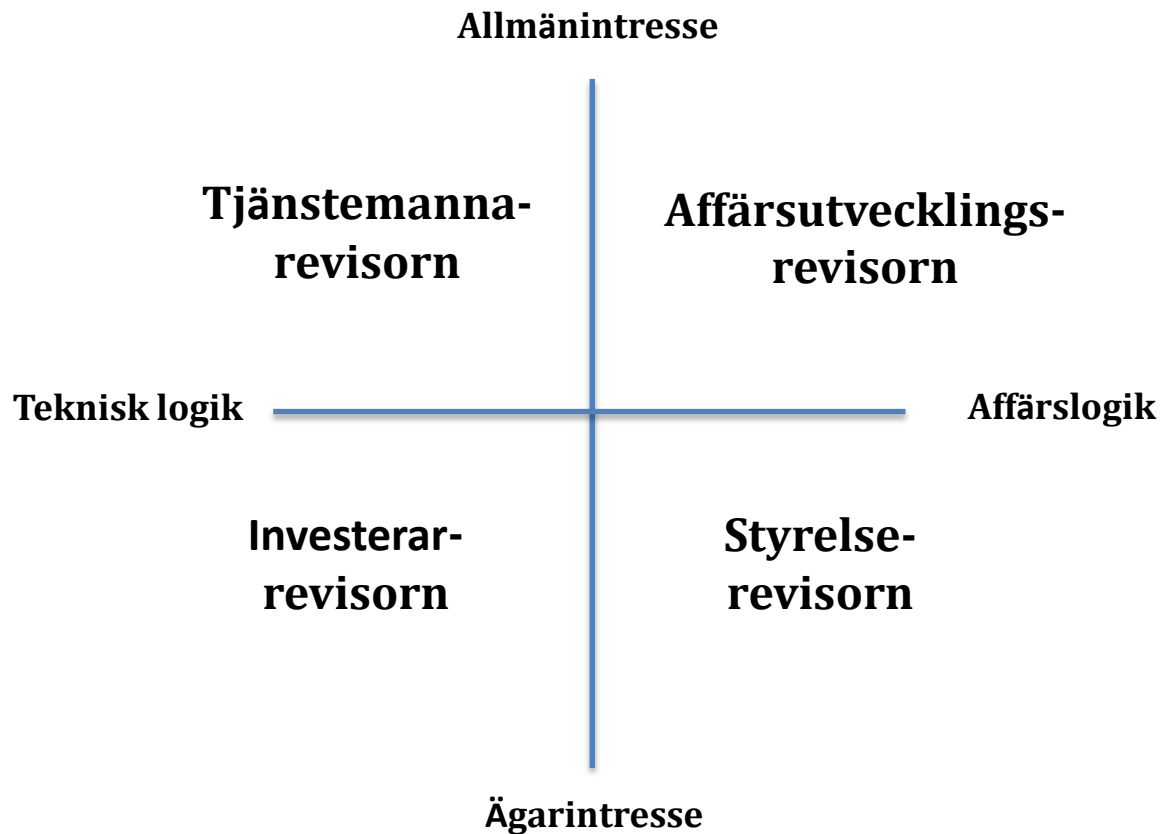 Allmänintresse
Tjänstemanna-
revisorn
Affärsutvecklings-
revisorn
Teknisk logik
Affärslogik
Investerar-
revisorn
Styrelse-
revisorn
Ägarintresse